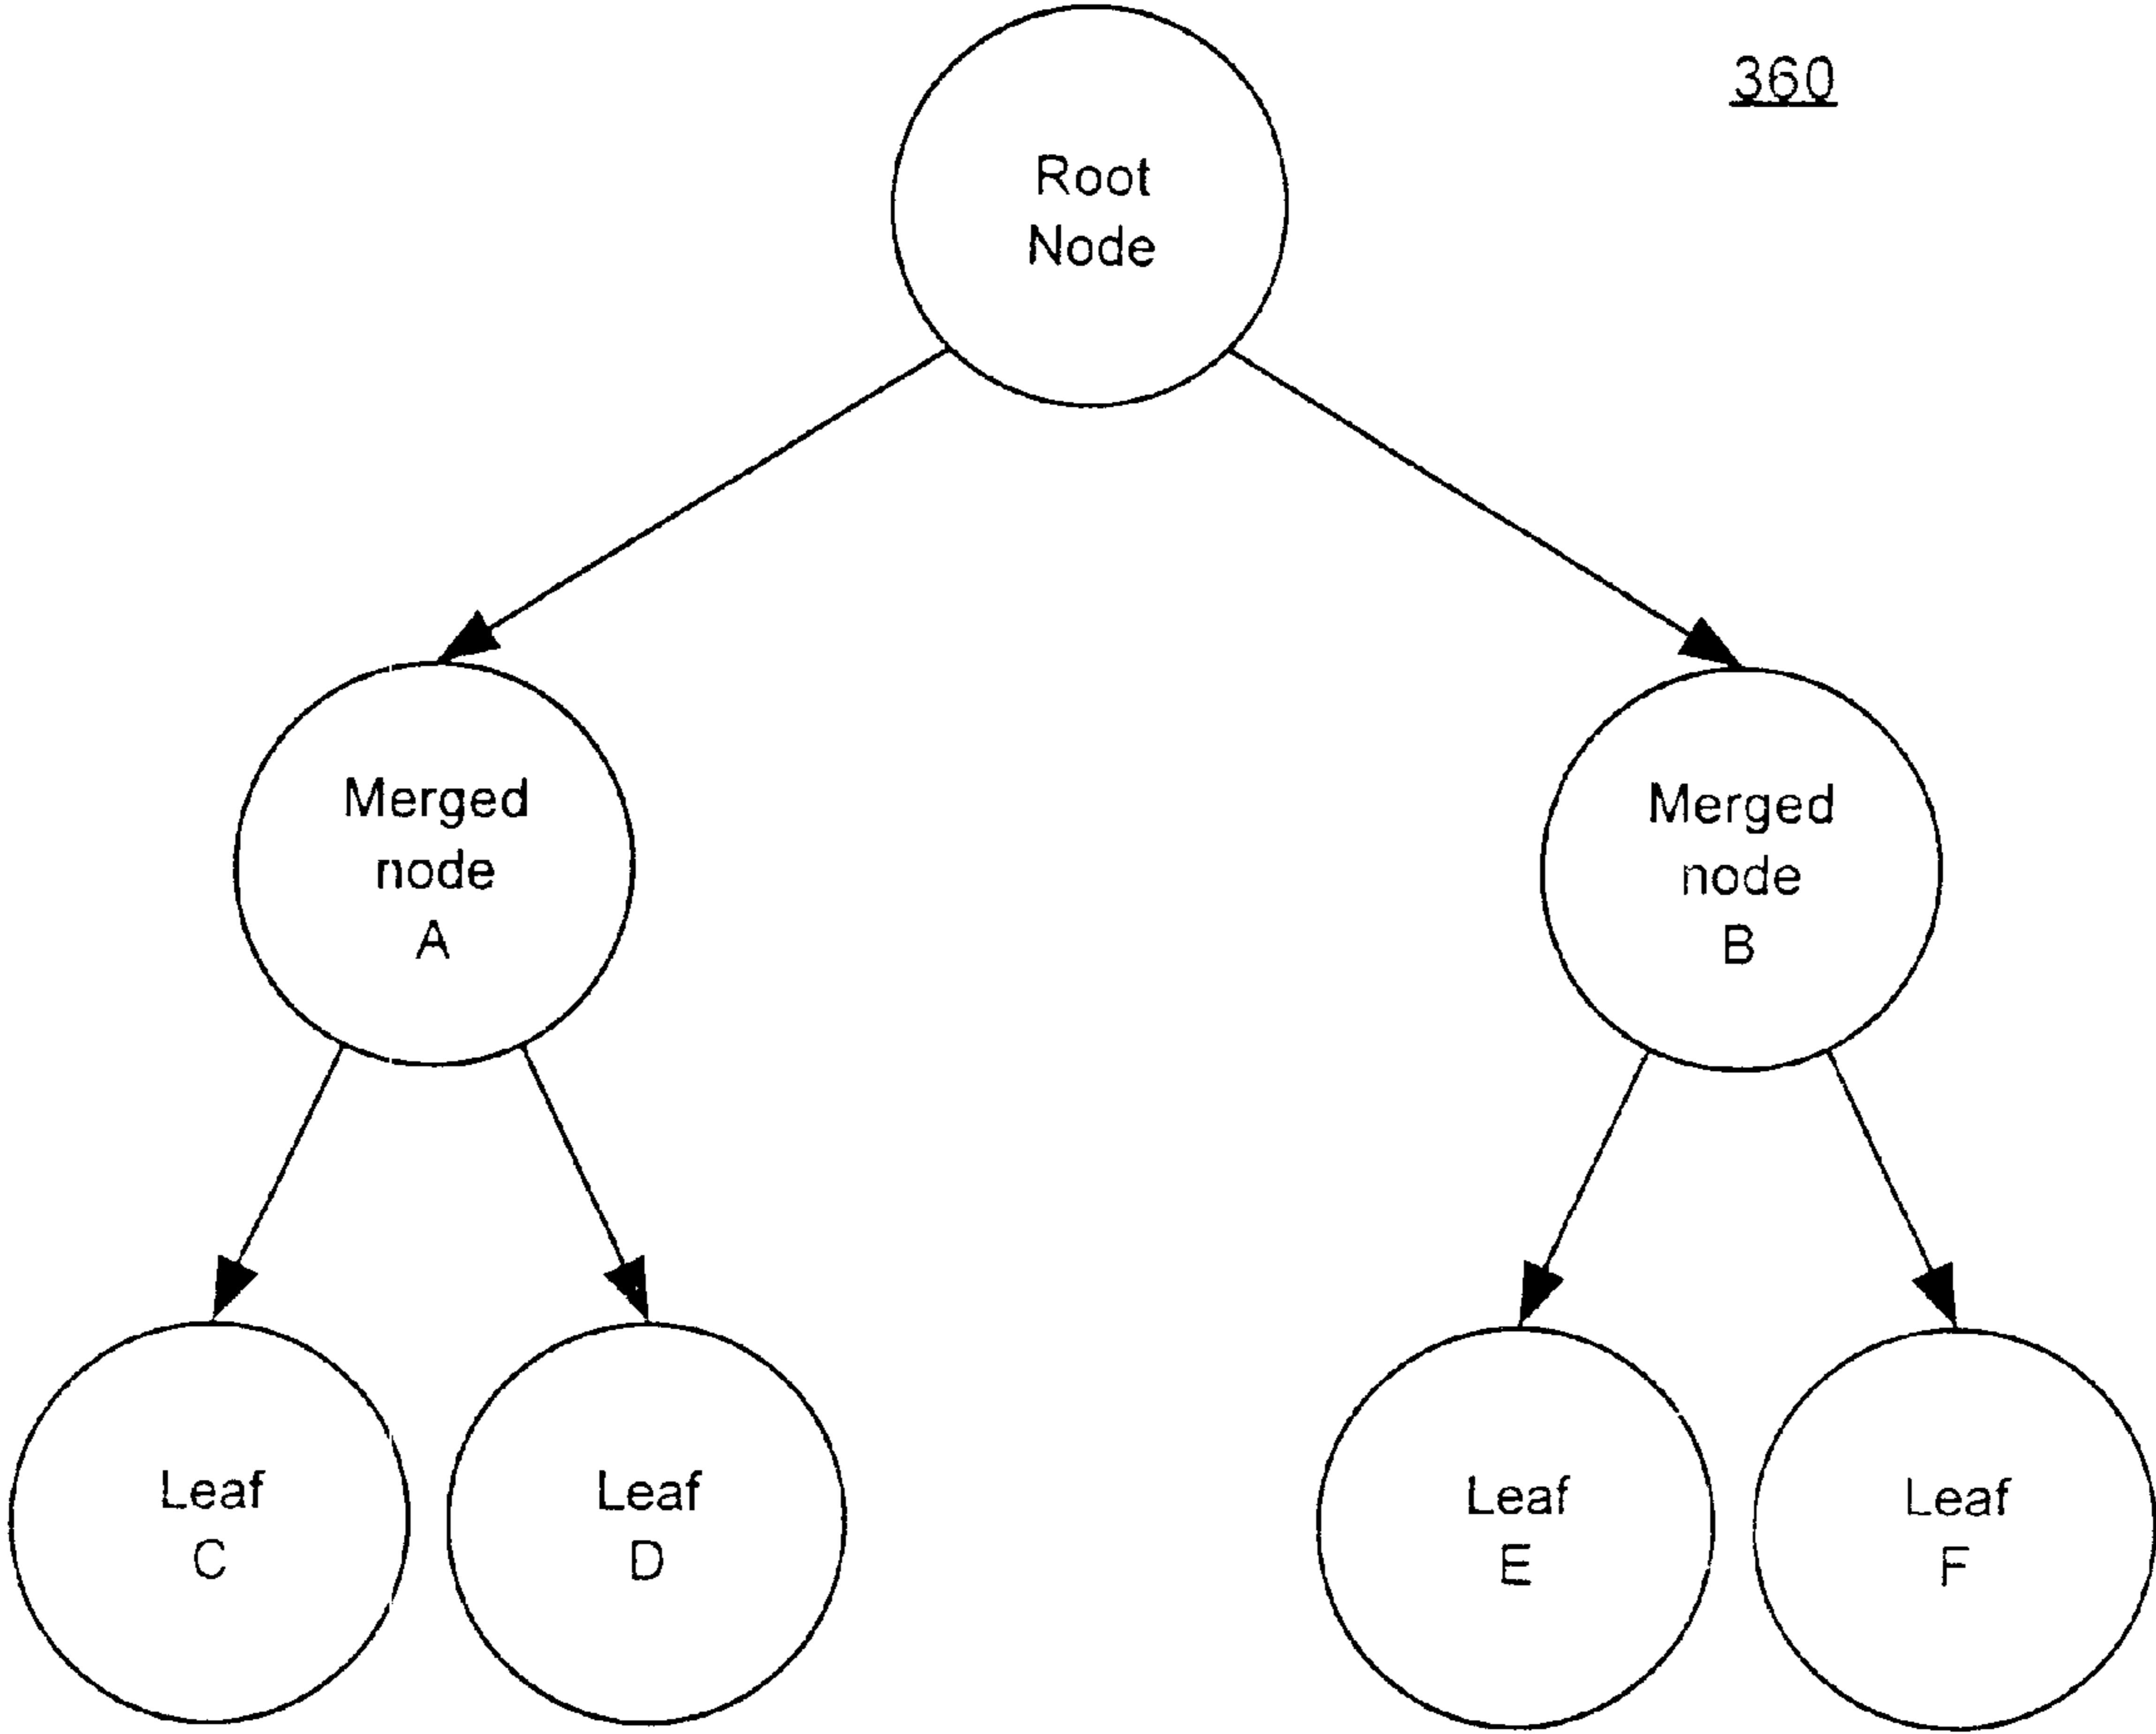 360
Root
Node
Merged
node
A
Merged
node
B
Leaf
C
Leaf
D
Leaf
E
Leaf
F